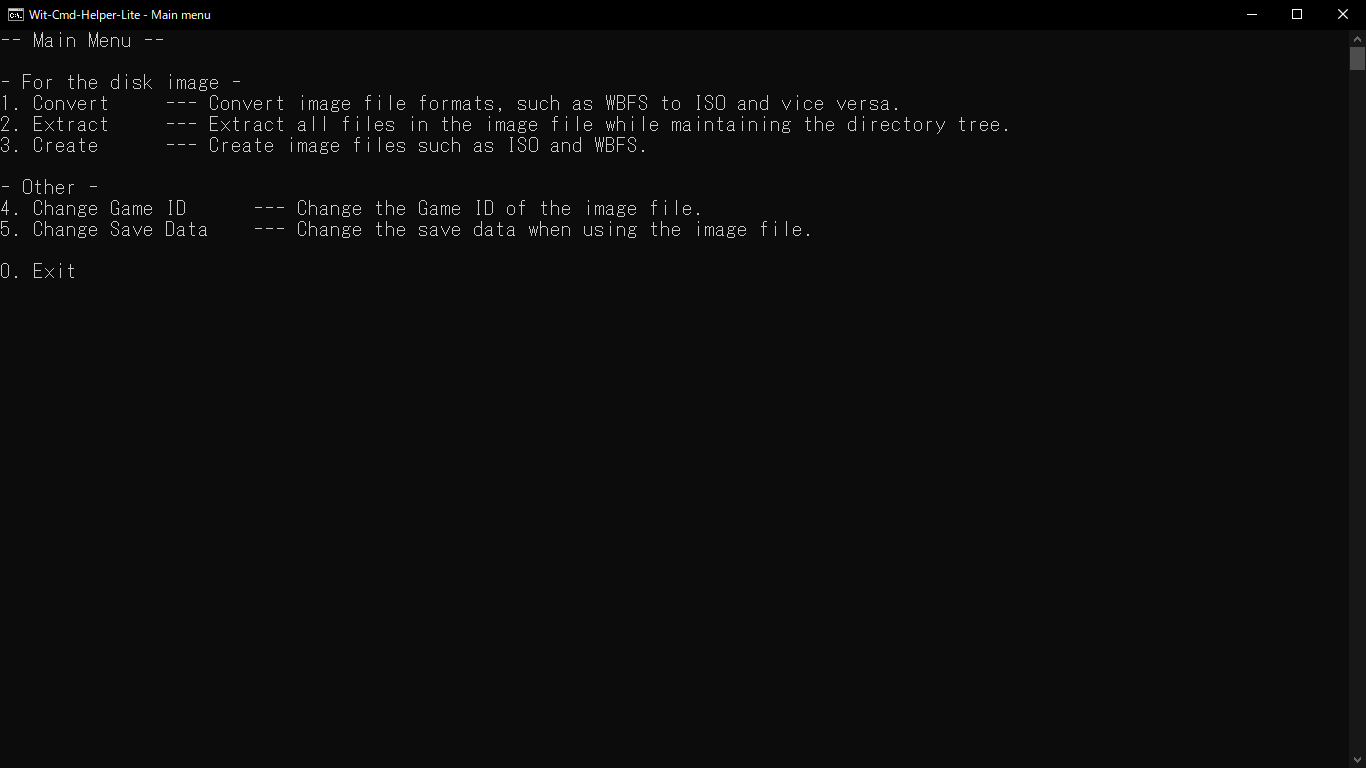 Wit-Cmd-Helper-Lite - Main menu
-- Main Menu --
- For the disk image -
1. Convert --- Convert image file formats, such as WBFS to ISO and vice versa.
2. Extract --- Extract all files in the image file while maintaining the directory tree.
3. Create --- Create image files such as ISO and WBFS.
- Other -
4. Change Game ID --- Change the Game ID of the image file.
5. Change Save Data --- Change the save data when using the image file.
0. Exit